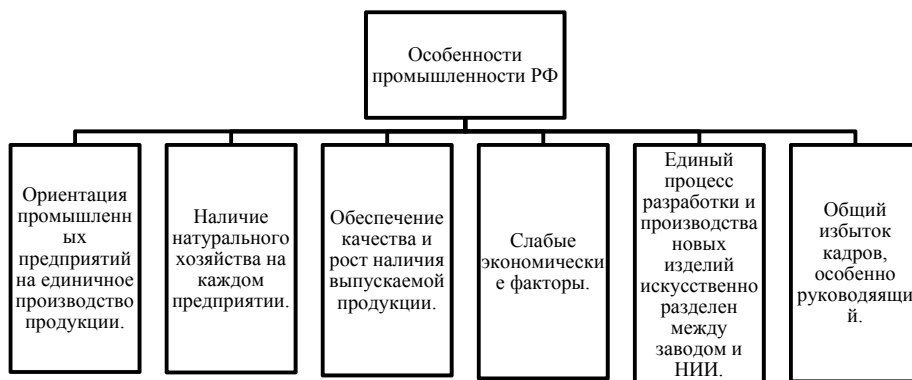 Особенности
промышленности РФ
Ориентация
промышленн
ых
предприятий
на единичное
производство
продукции.
Наличие
натурального
хозяйства на
каждом
предприятии.
Обеспечение
качества и
рост наличия
выпускаемой
продукции.
Слабые
экономически
е факторы.
Единый
процесс
разработки и
производства
новых
изделий
искусственно
разделен
между
заводом и
НИИ.
Общий
избыток
кадров,
особенно
руководяящи
й.